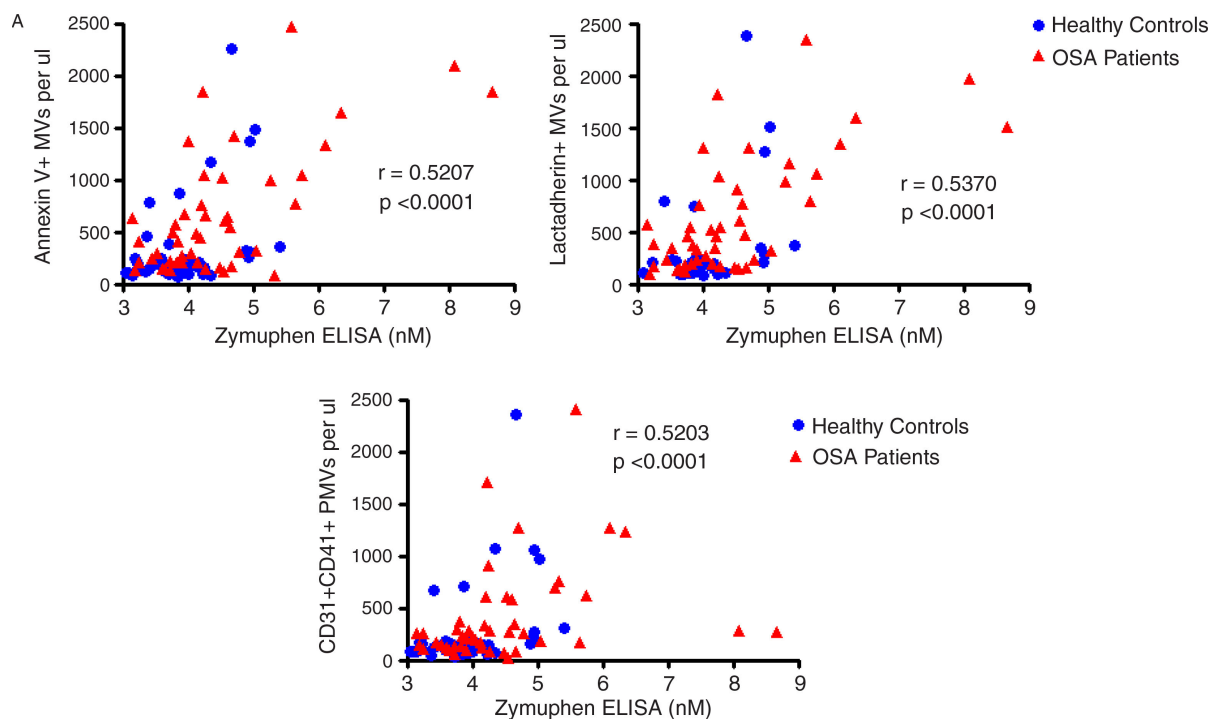 A
Annexin V+ MVs per ul
2500
2000
1500
1000
500
0
r = 0.5207
p <0.0001
3 4 5 6 7 8 9
Zymuphen ELISA (nM)
Lactadherin+ MVs per ul
2500
2000
1500
1000
500
0
r = 0.5370
p <0.0001
3 4 5 6 7 8 9
Zymuphen ELISA (nM)
Healthy Controls
OSA Patients
CD31+CD41+ PMVs per ul
2500
2000
1500
1000
500
0
r = 0.5203
p <0.0001
3 4 5 6 7 8 9
Zymuphen ELISA (nM)
Healthy Controls
OSA Patients